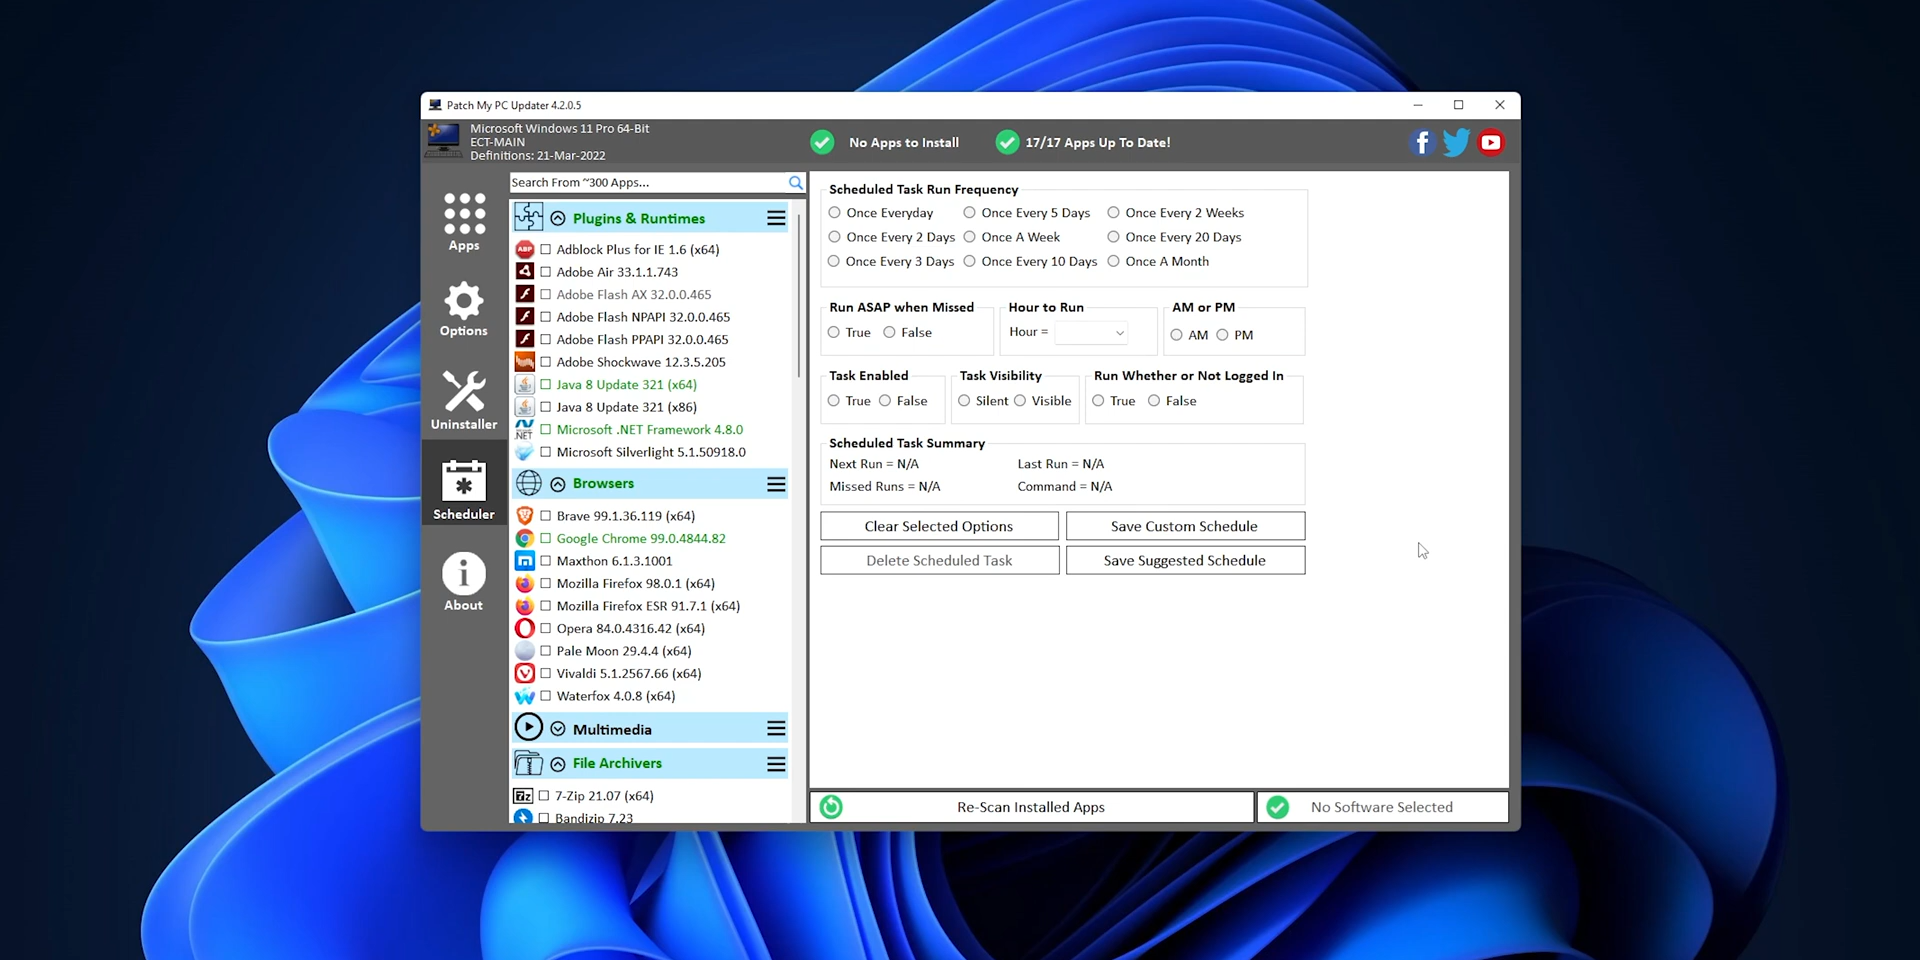 Patch My PC Updater 4.2.0.5
Microsoft Windows 11 Pro 64-Bit
ECT-MAIN
Definitions: 21-Mar-2022
No Apps to Install
17/17 Apps Up To Date!
Apps
Options
Uninstaller
Scheduler
About
Search From ~300 Apps...
Plugins & Runtimes
ABP
Adblock Plus for IE 1.6 (x64)
Adobe Air 33.1.1.743
Adobe Flash AX 32.0.0.465
Adobe Flash NPAPI 32.0.0.465
Adobe Flash PPAPI 32.0.0.465
Adobe Shockwave 12.3.5.205
Java 8 Update 321 (x64)
Java 8 Update 321 (x86)
.NET
Microsoft .NET Framework 4.8.0
Microsoft Silverlight 5.1.50918.0
Browsers
Brave 99.1.36.119 (x64)
Google Chrome 99.0.4844.82
Maxthon 6.1.3.1001
Mozilla Firefox 98.0.1 (x64)
Mozilla Firefox ESR 91.7.1 (x64)
Opera 84.0.4316.42 (x64)
Pale Moon 29.4.4 (x64)
Vivaldi 5.1.2567.66 (x64)
Waterfox 4.0.8 (x64)
Multimedia
File Archivers
7z
7-Zip 21.07 (x64)
Bandizip 7.23
Scheduled Task Run Frequency
Once Everyday
Once Every 5 Days
Once Every 2 Weeks
Once Every 2 Days
Once A Week
Once Every 20 Days
Once Every 3 Days
Once Every 10 Days
Once A Month
Run ASAP when Missed
True
False
Hour to Run
Hour =
AM or PM
AM
PM
Task Enabled
True
False
Task Visibility
Silent
Visible
Run Whether or Not Logged In
True
False
Scheduled Task Summary
Next Run = N/A
Last Run = N/A
Missed Runs = N/A
Command = N/A
Clear Selected Options
Save Custom Schedule
Delete Scheduled Task
Save Suggested Schedule
Re-Scan Installed Apps
No Software Selected